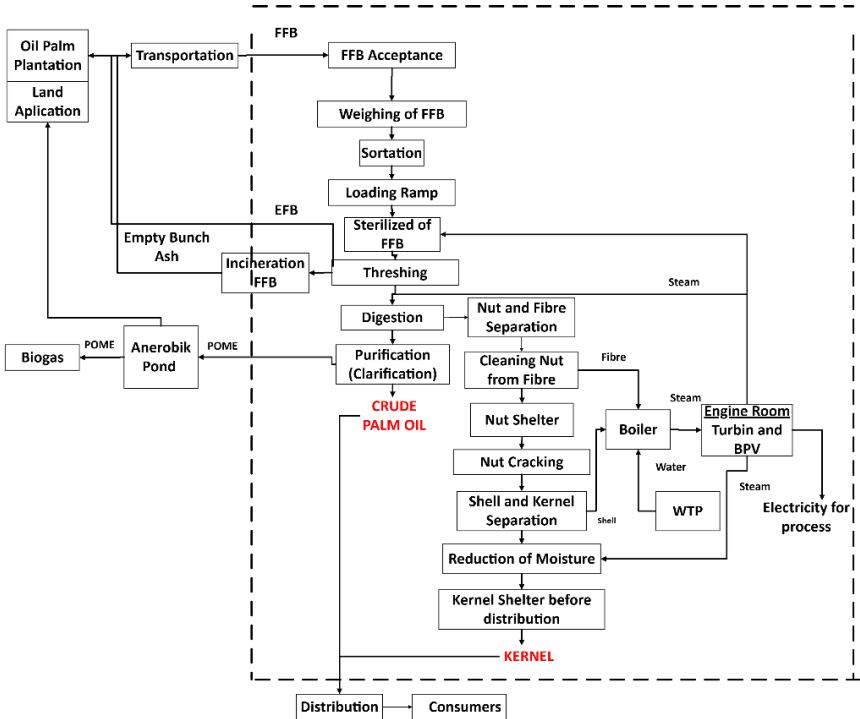 FFB
Oil Palm
Plantation
Transportation
FFB Acceptance
Land
Aplication
Weighing of FFB
Sortation
Loading Ramp
EFB
Sterilized of
FFB
Empty Bunch
Ash
Incineration
FFB
Threshing
Steam
Digestion
Nut and Fibre
Separation
Biogas
POME
Anerobik
Pond
POME
Purification
(Clarification)
Cleaning Nut
from Fibre
Fibre
CRUDE
PALM OIL
Nut Shelter
Boiler
Steam
Engine Room
Turbin and
BPV
Nut Cracking
Water
Steam
Shell and Kernel
Separation
Shell
WTP
Electricity for
process
Reduction of Moisture
Kernel Shelter before
distribution
KERNEL
Distribution
Consumers